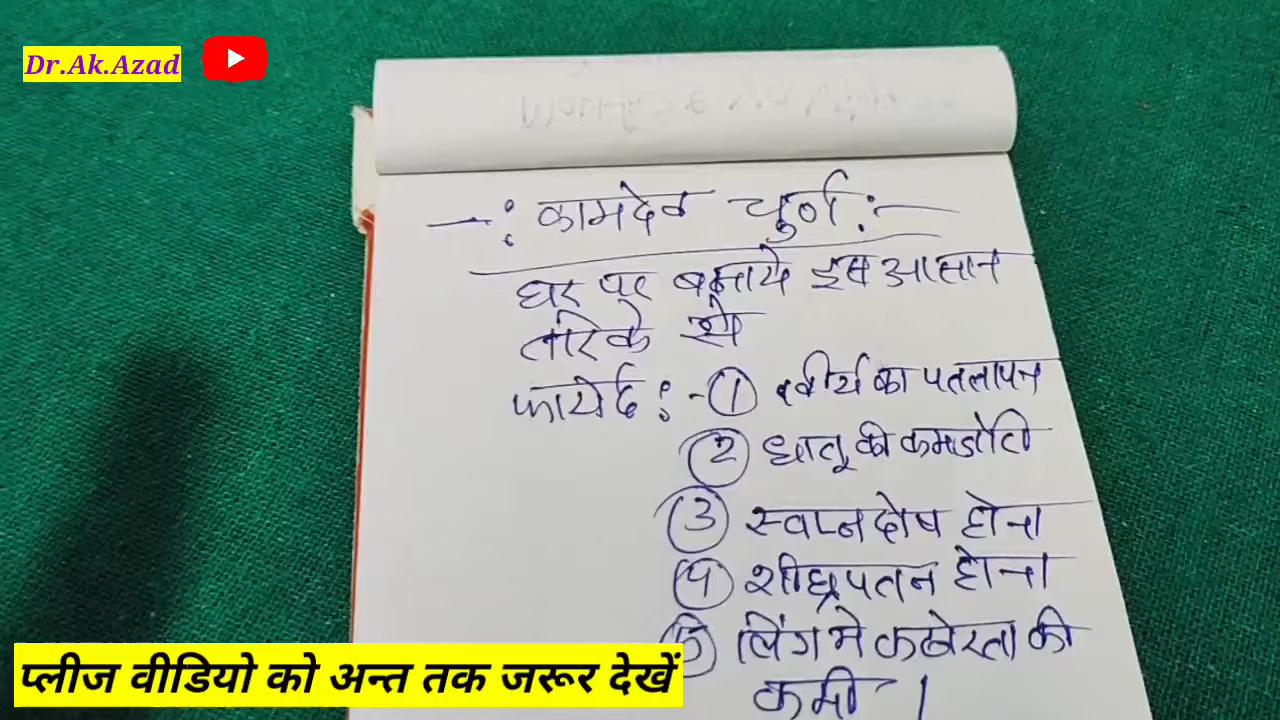 Dr.Ak.Azad
-: कामदेव चुर्ण :-
घर पर बनाये इस आसान
तरिके से
फायेदे :- ① वीर्य का पतलापन
② धातू की कमजोरी
③ स्वप्नदोष होना
④ शीघ्रपतन होना
⑤ लिंग मे कठोरता की
कमी ।
प्लीज वीडियो को अन्त तक जरूर देखें